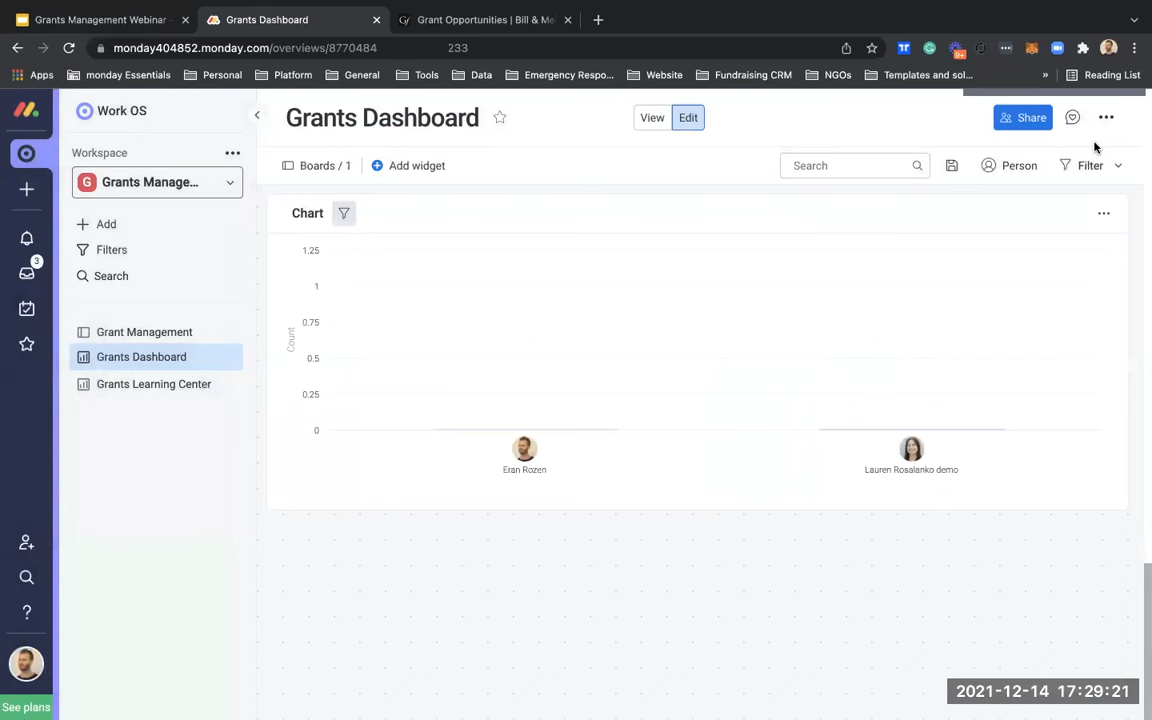 Grants Management Webinar
Grants Dashboard
Grant Opportunities | Bill & Me
monday404852.monday.com/overviews/8770484
233
Apps
monday Essentials
Personal
Platform
General
Tools
Data
Emergency Respo...
Website
Fundraising CRM
NGOs
Templates and sol...
»
Reading List
Work OS
Grants Dashboard
View
Edit
Share
Workspace
Boards / 1
Add widget
Search
Person
Filter
G
Grants Manage...
Chart
Add
Filters
Search
3
Grant Management
Grants Dashboard
Grants Learning Center
Count
1.25
1
0.75
0.5
0.25
0
Eran Rozen
Lauren Rosalanko demo
?
See plans
2021-12-14 17:29:21